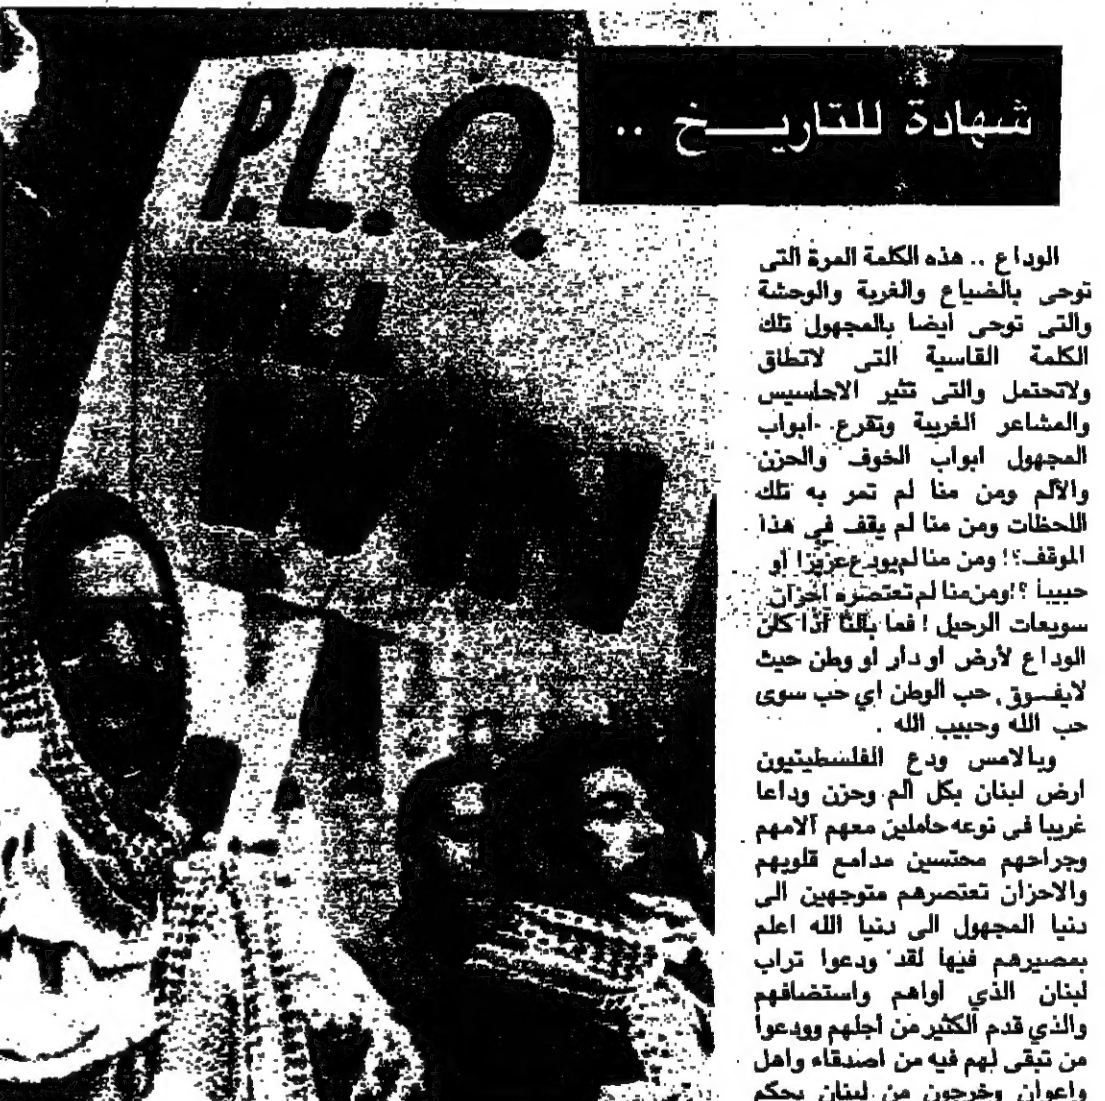 شهادة للتاريـــخ ..
P.L.O.
الوداع .. هذه الكلمة المرة التى
توحى بالضياع والغربة والوحشة
والتى توحى ايضا بالمجهول تلك
الكلمة القاسية التى لاتطاق
ولاتحتمل والتى تثير الاحاسيس
والمشاعر الغريبة وتقرع ابواب
المجهول ابواب الخوف والحزن
والألم ومن منا لم تمر به تلك
اللحظات ومن منا لم يقف في هذا
الموقف؟! ومن منا لم يودع عزيزا أو
حبيبا ؟! ومن منا لم تعتصره أحزان
سويعات الرحيل ! فما بالنا اذا كان
الوداع لأرض او دار او وطن حيث
لايفـوق حب الوطن اي حب سوى
حب الله وحبيب الله .
وبالامس ودع الفلسطينيون
ارض لبنان بكل ألم وحزن وداعا
غريبا فى نوعه حاملين معهم آلامهم
وجراحهم محتسين مدامع قلوبهم
والاحزان تعتصرهم متوجهين الى
دنيا المجهول الى دنيا الله اعلم
بمصيرهم فيها لقد ودعوا تراب
لبنان الذي أواهم واستضافهم
والذي قدم الكثير من أجلهم وودعوا
من تبقى لهم فيه من اصدقاء واهل
واعوان وخرجون من لبنان بحكم